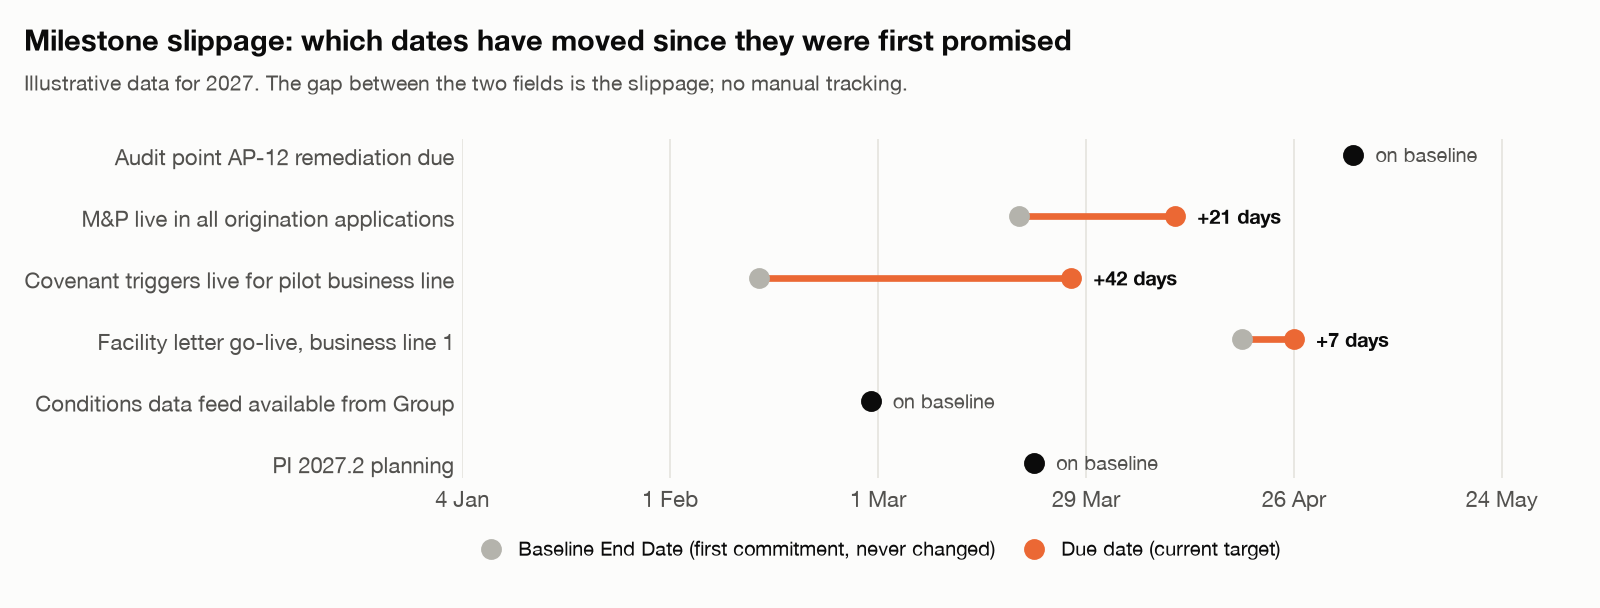 Milestone slippage: which dates have moved since they were first promised
Illustrative data for 2027. The gap between the two fields is the slippage; no manual tracking.
Audit point AP-12 remediation due
on baseline
M&P live in all origination applications
+21 days
Covenant triggers live for pilot business line
+42 days
Facility letter go-live, business line 1
+7 days
Conditions data feed available from Group
on baseline
PI 2027.2 planning
on baseline
4 Jan
1 Feb
1 Mar
29 Mar
26 Apr
24 May
Baseline End Date (first commitment, never changed)
Due date (current target)